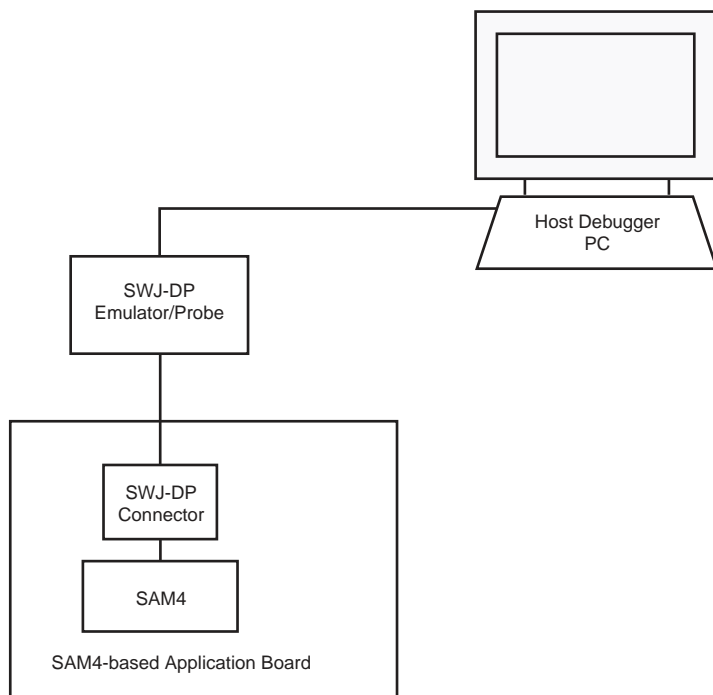 Host Debugger
PC
SWJ-DP
Emulator/Probe
SWJ-DP
Connector
SAM4
SAM4-based Application Board